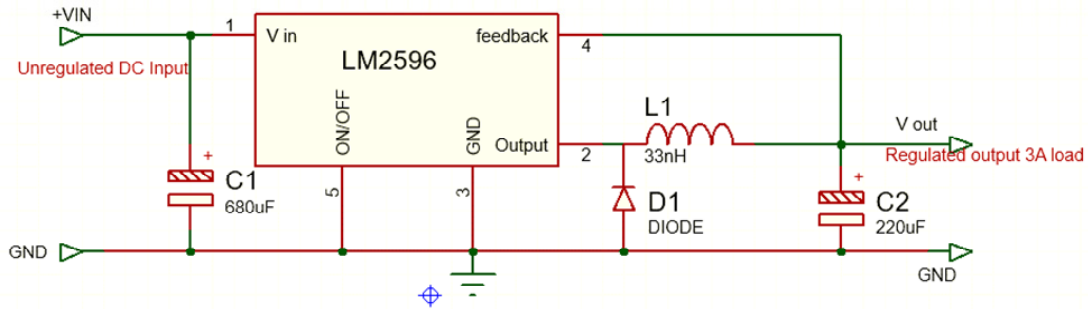 +VIN
1
V in
feedback
4
Unregulated DC Input
LM2596
ON/OFF
GND
Output
2
L1
33nH
V out
Regulated output 3A load
+
C1
680uF
5
3
D1
DIODE
+
C2
220uF
GND
GND